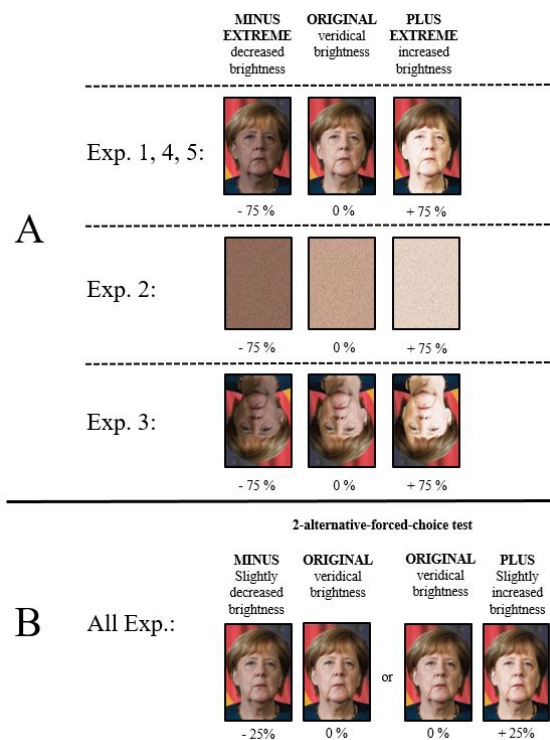 MINUS ORIGINAL PLUS
EXTREME veridical EXTREME
decreased brightness increased
brightness brightness
Exp. 1, 4, 5:
- 75 % 0 % + 75 %
A
Exp. 2:
- 75 % 0 % + 75 %
Exp. 3:
- 75 % 0 % + 75 %
2-alternative-forced-choice test
MINUS ORIGINAL ORIGINAL PLUS
Slightly veridical veridical Slightly
decreased brightness brightness increased
brightness brightness
B All Exp.:
or
- 25% 0 % 0 % + 25%